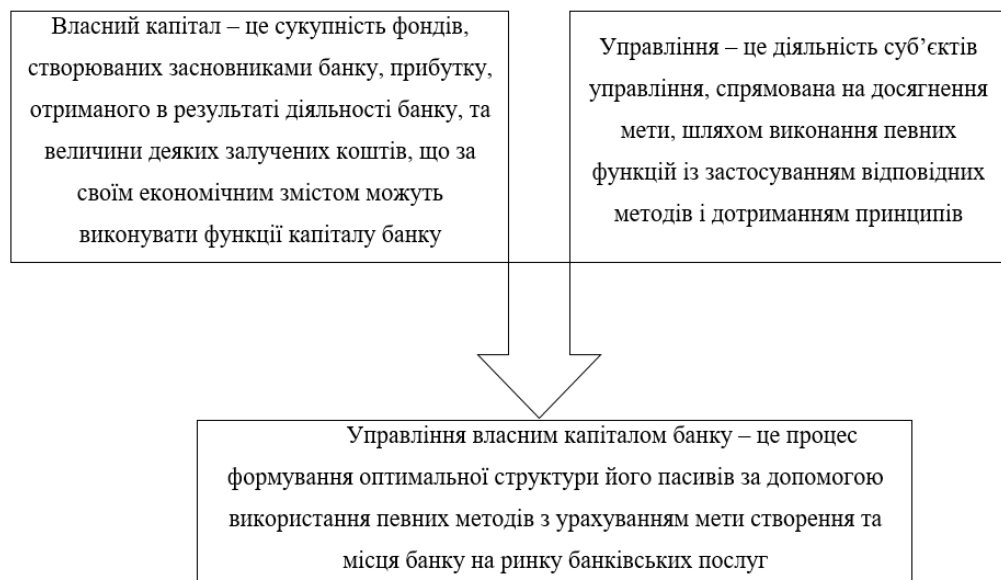 Власний капітал – це сукупність фондів,
створюваних засновниками банку, прибутку,
отриманого в результаті діяльності банку, та
величини деяких залучених коштів, що за
своїм економічним змістом можуть
виконувати функції капіталу банку
Управління – це діяльність суб’єктів
управління, спрямована на досягнення
мети, шляхом виконання певних
функцій із застосуванням відповідних
методів і дотриманням принципів
Управління власним капіталом банку – це процес
формування оптимальної структури його пасивів за допомогою
використання певних методів з урахуванням мети створення та
місця банку на ринку банківських послуг